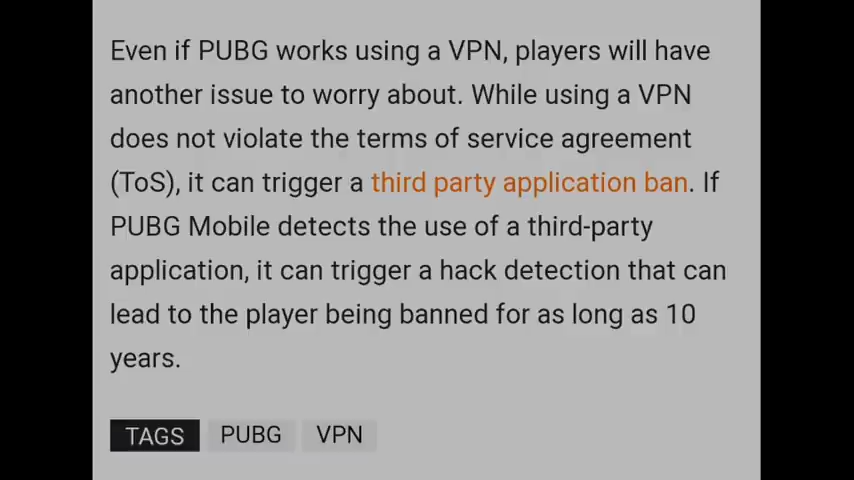 Even if PUBG works using a VPN, players will have
another issue to worry about. While using a VPN
does not violate the terms of service agreement
(ToS), it can trigger a third party application ban. If
PUBG Mobile detects the use of a third-party
application, it can trigger a hack detection that can
lead to the player being banned for as long as 10
years.
TAGS PUBG VPN